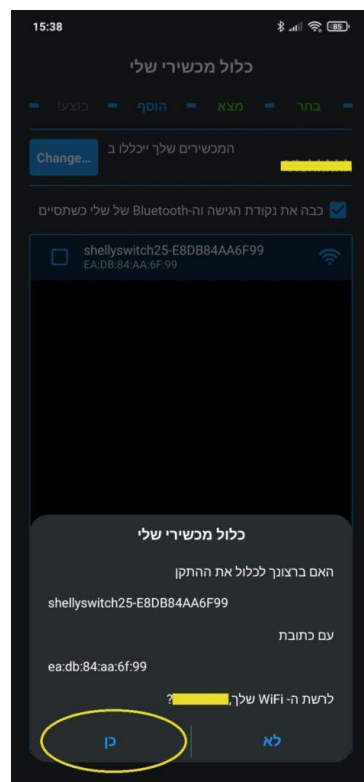 15:38
85
כלול מכשירי שלי
בחר
מצא
הוסף
בוצע!
המכשירים שלך ייכללו ב
Change...
כבה את נקודת הגישה וה-Bluetooth של שלי כשתסיים
shellyswitch25-E8DB84AA6F99
EA:DB:84:AA:6F:99
כלול מכשירי שלי
האם ברצונך לכלול את ההתקן
shellyswitch25-E8DB84AA6F99
עם כתובת
ea:db:84:aa:6f:99
לרשת ה- WiFi שלך, ?
לא
כן